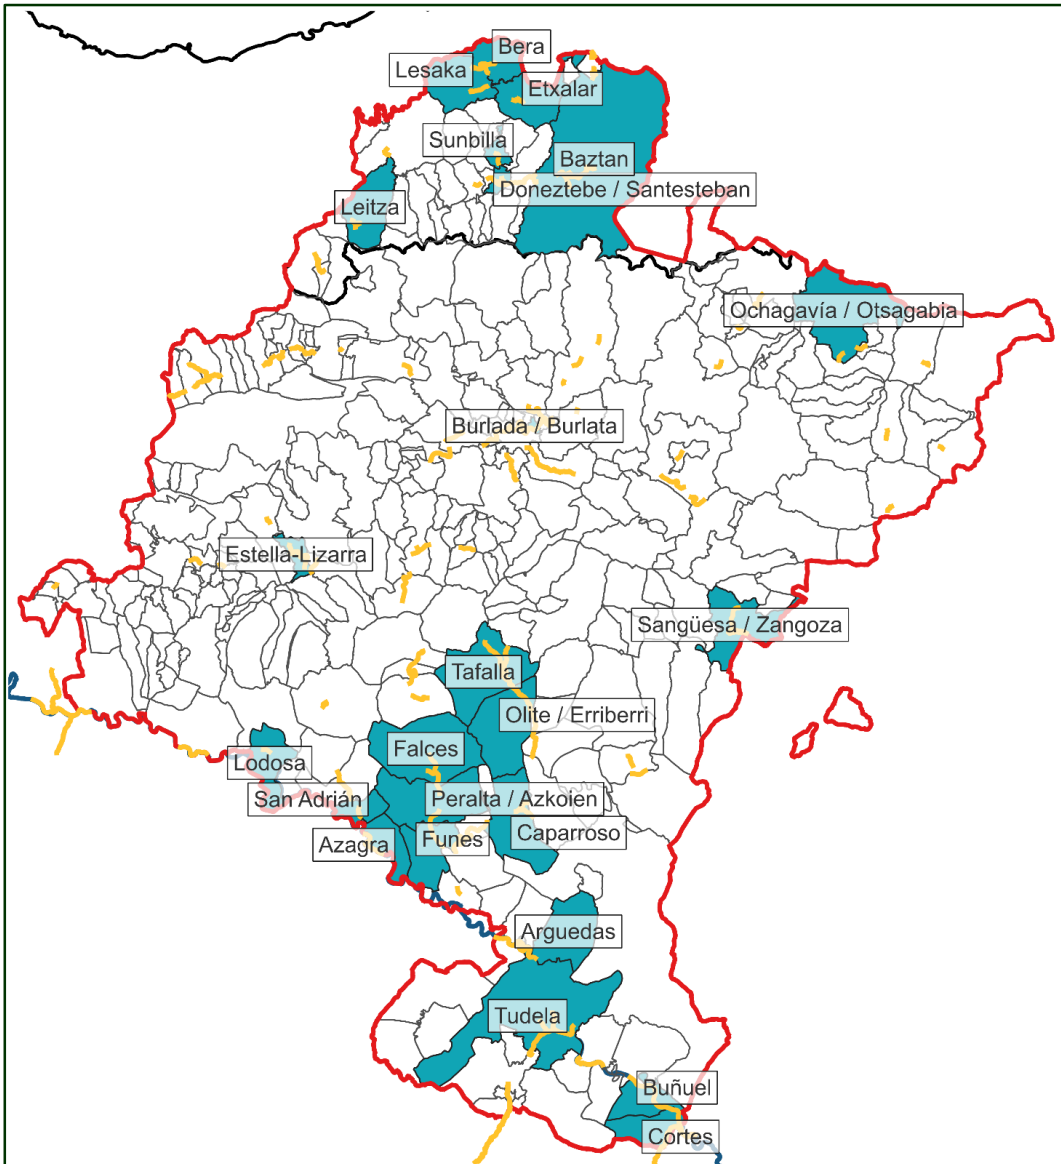 Bera
Lesaka
Etxalar
Sunbilla
Baztan
Doneztebe / Santesteban
Leitza
Ochagavía / Otsagabia
Burlada / Burlata
Estella-Lizarra
Sangüesa / Zangoza
Tafalla
Olite / Erriberri
Falces
Lodosa
San Adrián
Peralta / Azkoien
Caparroso
Funes
Azagra
Arguedas
Tudela
Buñuel
Cortes